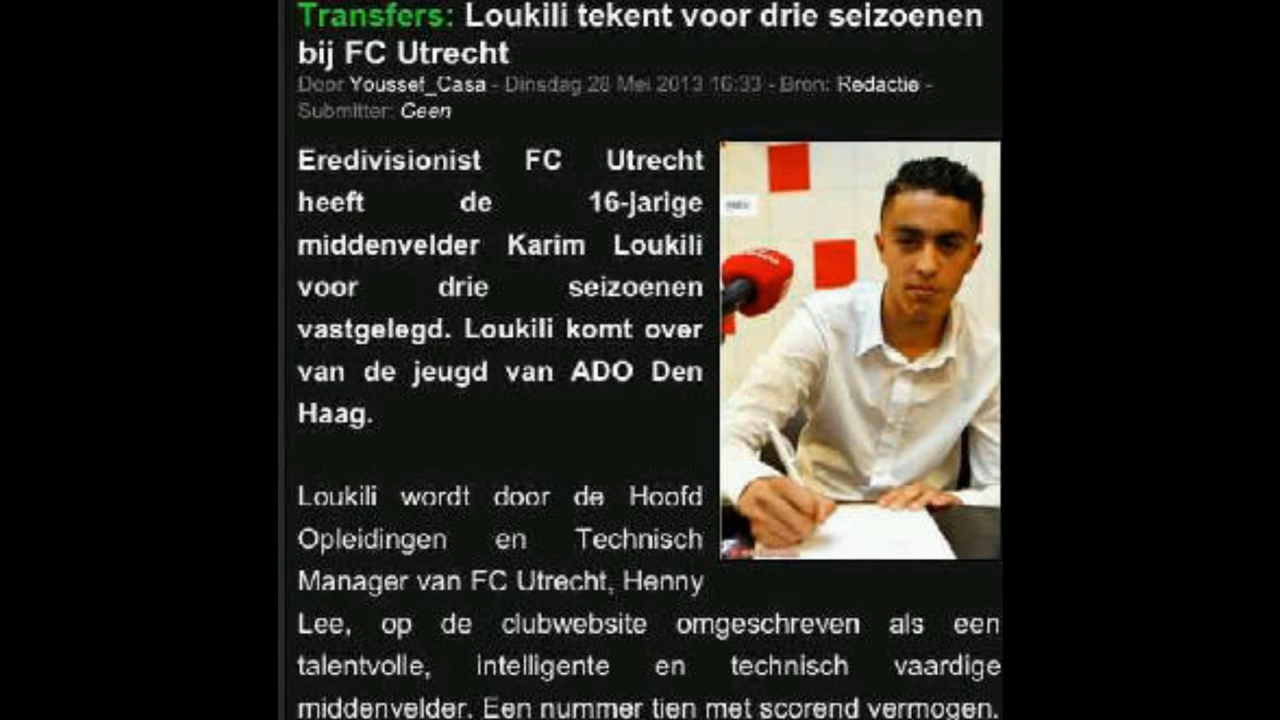 Transfers: Loukili tekent voor drie seizoenen
bij FC Utrecht
Door Youssef_Casa - Dinsdag 28 Mei 2013 16:33 - Bron: Redactie -
Submitter: Geen
Eredivisionist FC Utrecht
heeft de 16-jarige
middenvelder Karim Loukili
voor drie seizoenen
vastgelegd. Loukili komt over
van de jeugd van ADO Den
Haag.
Loukili wordt door de Hoofd
Opleidingen en Technisch
Manager van FC Utrecht, Henny
Lee, op de clubwebsite omgeschreven als een
talentvolle, intelligente en technisch vaardige
middenvelder. Een nummer tien met scorend vermogen.